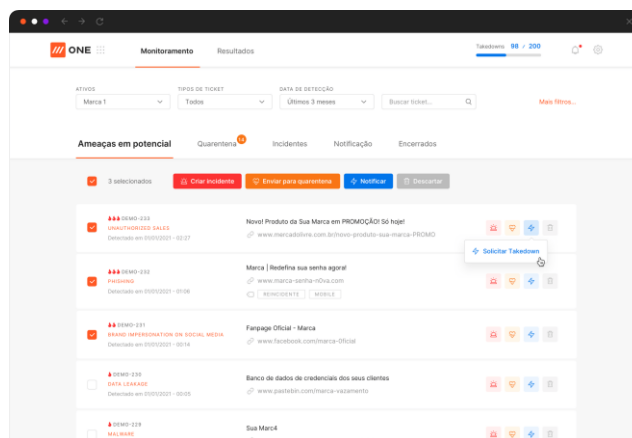 ONE
Monitoramento
Resultados
Takedowns 98 / 200
ATIVOS
TIPOS DE TICKET
DATA DE DETECÇÃO
Marca 1
Todos
Últimos 3 meses
Buscar ticket...
Mais filtros...
Ameaças em potencial
Quarentena
Incidentes
Notificação
Encerrados
3 selecionados
Criar incidente
Enviar para quarentena
Notificar
Descartar
DEMO-233
UNAUTHORIZED SALES
Detectado em 01/01/2021 - 02:27
Novo! Produto da Sua Marca em PROMOÇÃO! Só hoje!
www.mercadolivre.com.br/novo-produto-sua-marca-PROMO
Solicitar Takedown
DEMO-232
PHISHING
Detectado em 01/01/2021 - 01:06
Marca | Redefina sua senha agora!
www.marca-senha-n0va.com
REINCIDENTE
MOBILE
DEMO-231
BRAND IMPERSONATION ON SOCIAL MEDIA
Detectado em 01/01/2021 - 00:14
Fanpage Oficial - Marca
www.facebook.com/marca-0ficial
DEMO-230
DATA LEAKAGE
Detectado em 01/01/2021 - 00:05
Banco de dados de credenciais dos seus clientes
www.pastebin.com/marca-vazamento
DEMO-229
MALWARE
Sua Marc4